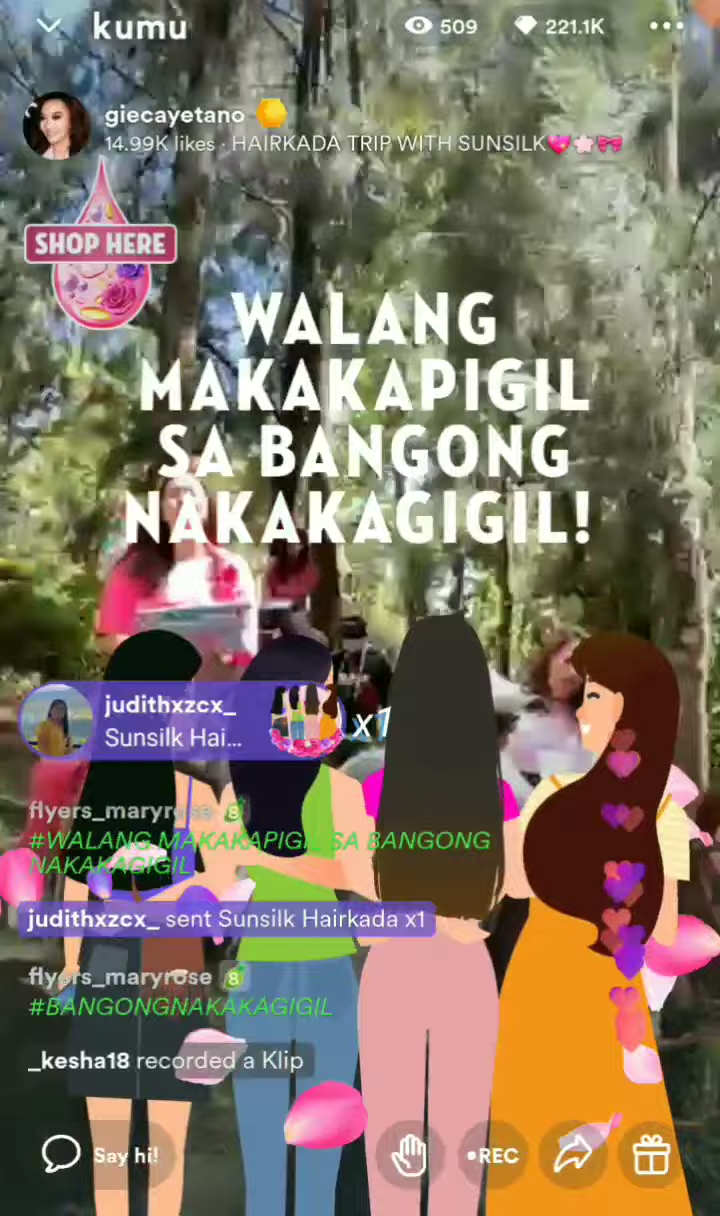 kumu
509
221.1K
giecayetano
14.99K likes · HAIRKADA TRIP WITH SUNSILK
SHOP HERE
WALANG
MAKAKAPIGIL
SA BANGONG
NAKAKAGIGIL!
judithxzcx_
Sunsilk Hai...
x1
flyers_maryrose 8
#WALANG MAKAKAPIGIL SA BANGONG
NAKAKAGIGIL
judithxzcx_ sent Sunsilk Hairkada x1
flyers_maryrose 8
#BANGONGNAKAKAGIGIL
_kesha18 recorded a Klip
Say hi!
•REC